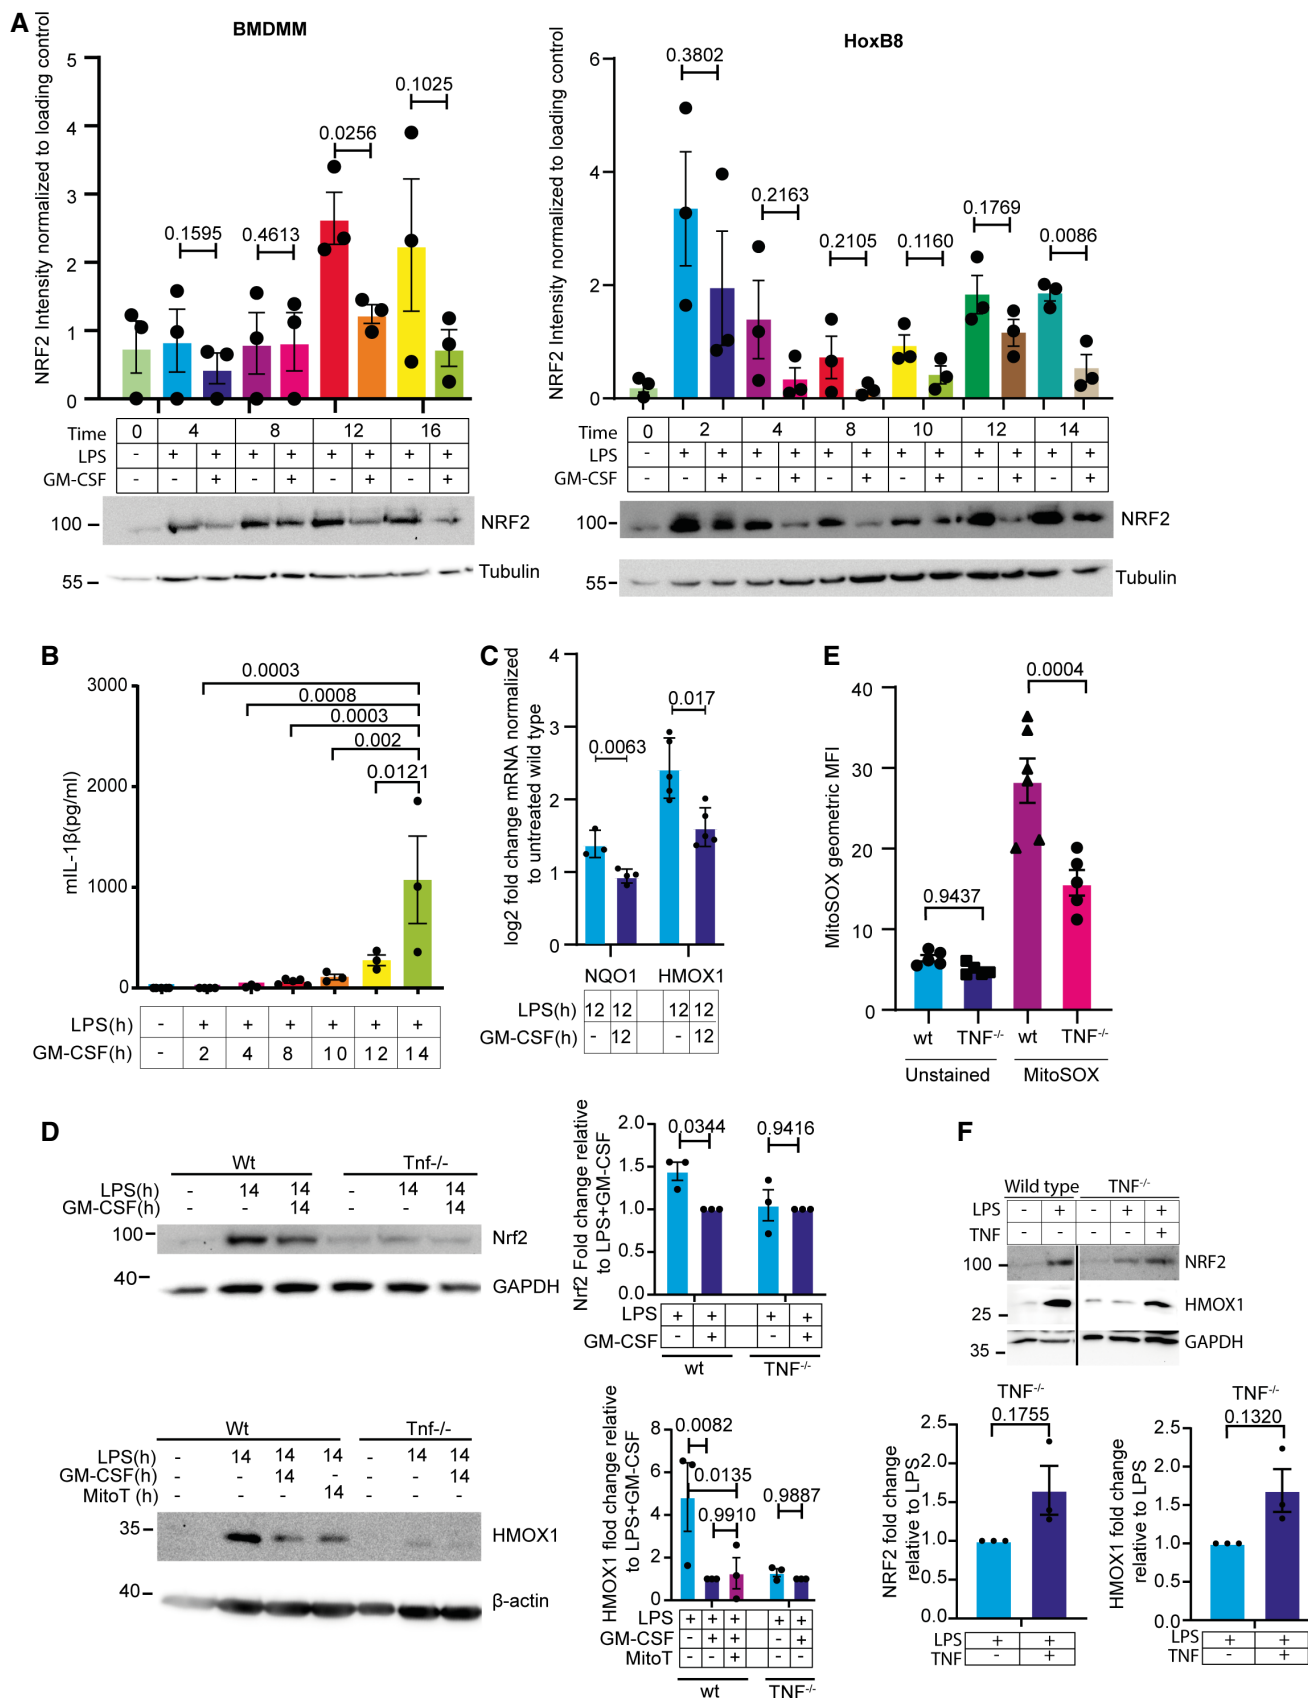 A
BMDMM
NRF2 Intensity normalized to loading control
5
4
3
2
1
0
0.1595
0.4613
0.0256
0.1025
Time 0 4 8 12 16
LPS - + + + + + + + +
GM-CSF - - + - + - + - +
100 NRF2
55 Tubulin
HoxB8
NRF2 Intensity normalized to loading control
6
4
2
0
0.3802
0.2163
0.2105
0.1160
0.1769
0.0086
Time 0 2 4 8 10 12 14
LPS - + + + + + + + + + + + +
GM-CSF - - + - + - + - + - + - +
100 NRF2
55 Tubulin
B
mIL-1β(pg/ml)
3000
2000
1000
0
0.0003
0.0008
0.0003
0.002
0.0121
LPS(h) - + + + + + +
GM-CSF(h) - 2 4 8 10 12 14
C
log2 fold change mRNA normalized
to untreated wild type
4
3
2
1
0
0.0063
0.017
NQO1 HMOX1
LPS(h) 12 12 12 12
GM-CSF(h) - 12 - 12
E
MitoSOX geometric MFI
40
30
20
10
0
0.9437
0.0004
wt TNF-/- wt TNF-/-
Unstained MitoSOX
D
Wt Tnf-/-
LPS(h) - 14 14 - 14 14
GM-CSF(h) - - 14 - - 14
100 Nrf2
40 GAPDH
Nrf2 Fold change relative
to LPS+GM-CSF
2.0
1.5
1.0
0.5
0.0
0.0344
0.9416
LPS + + + +
GM-CSF - + - +
wt TNF-/-
Wt Tnf-/-
LPS(h) - 14 14 14 - 14 14
GM-CSF(h) - - 14 - - - 14
MitoT (h) - - - 14 - - -
35 HMOX1
40 β-actin
HMOX1 flod change relative
to LPS+GM-CSF
8
6
4
2
0
0.0082
0.0135
0.9910
0.9887
LPS + + + + +
GM-CSF - + + - +
MitoT - - + - -
wt TNF-/-
F
Wild type TNF-/-
LPS - + - + +
TNF - - - - +
100 NRF2
25 HMOX1
35 GAPDH
TNF-/-
NRF2 fold change
relative to LPS
2.5
2.0
1.5
1.0
0.5
0.0
0.1755
LPS + +
TNF - +
TNF-/-
HMOX1 fold change
relative to LPS
2.5
2.0
1.5
1.0
0.5
0.0
0.1320
LPS + +
TNF - +